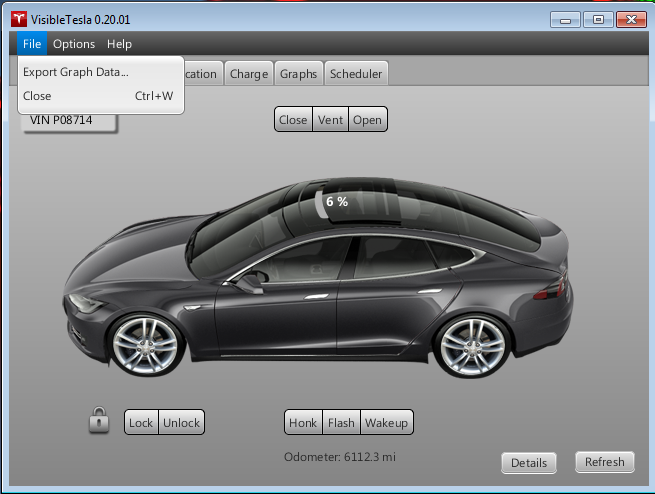 VisibleTesla 0.20.01
File Options Help
Export Graph Data...
Close Ctrl+W
cation Charge Graphs Scheduler
VIN P08714
Close Vent Open
6 %
Lock Unlock Honk Flash Wakeup
Odometer: 6112.3 mi
Details Refresh